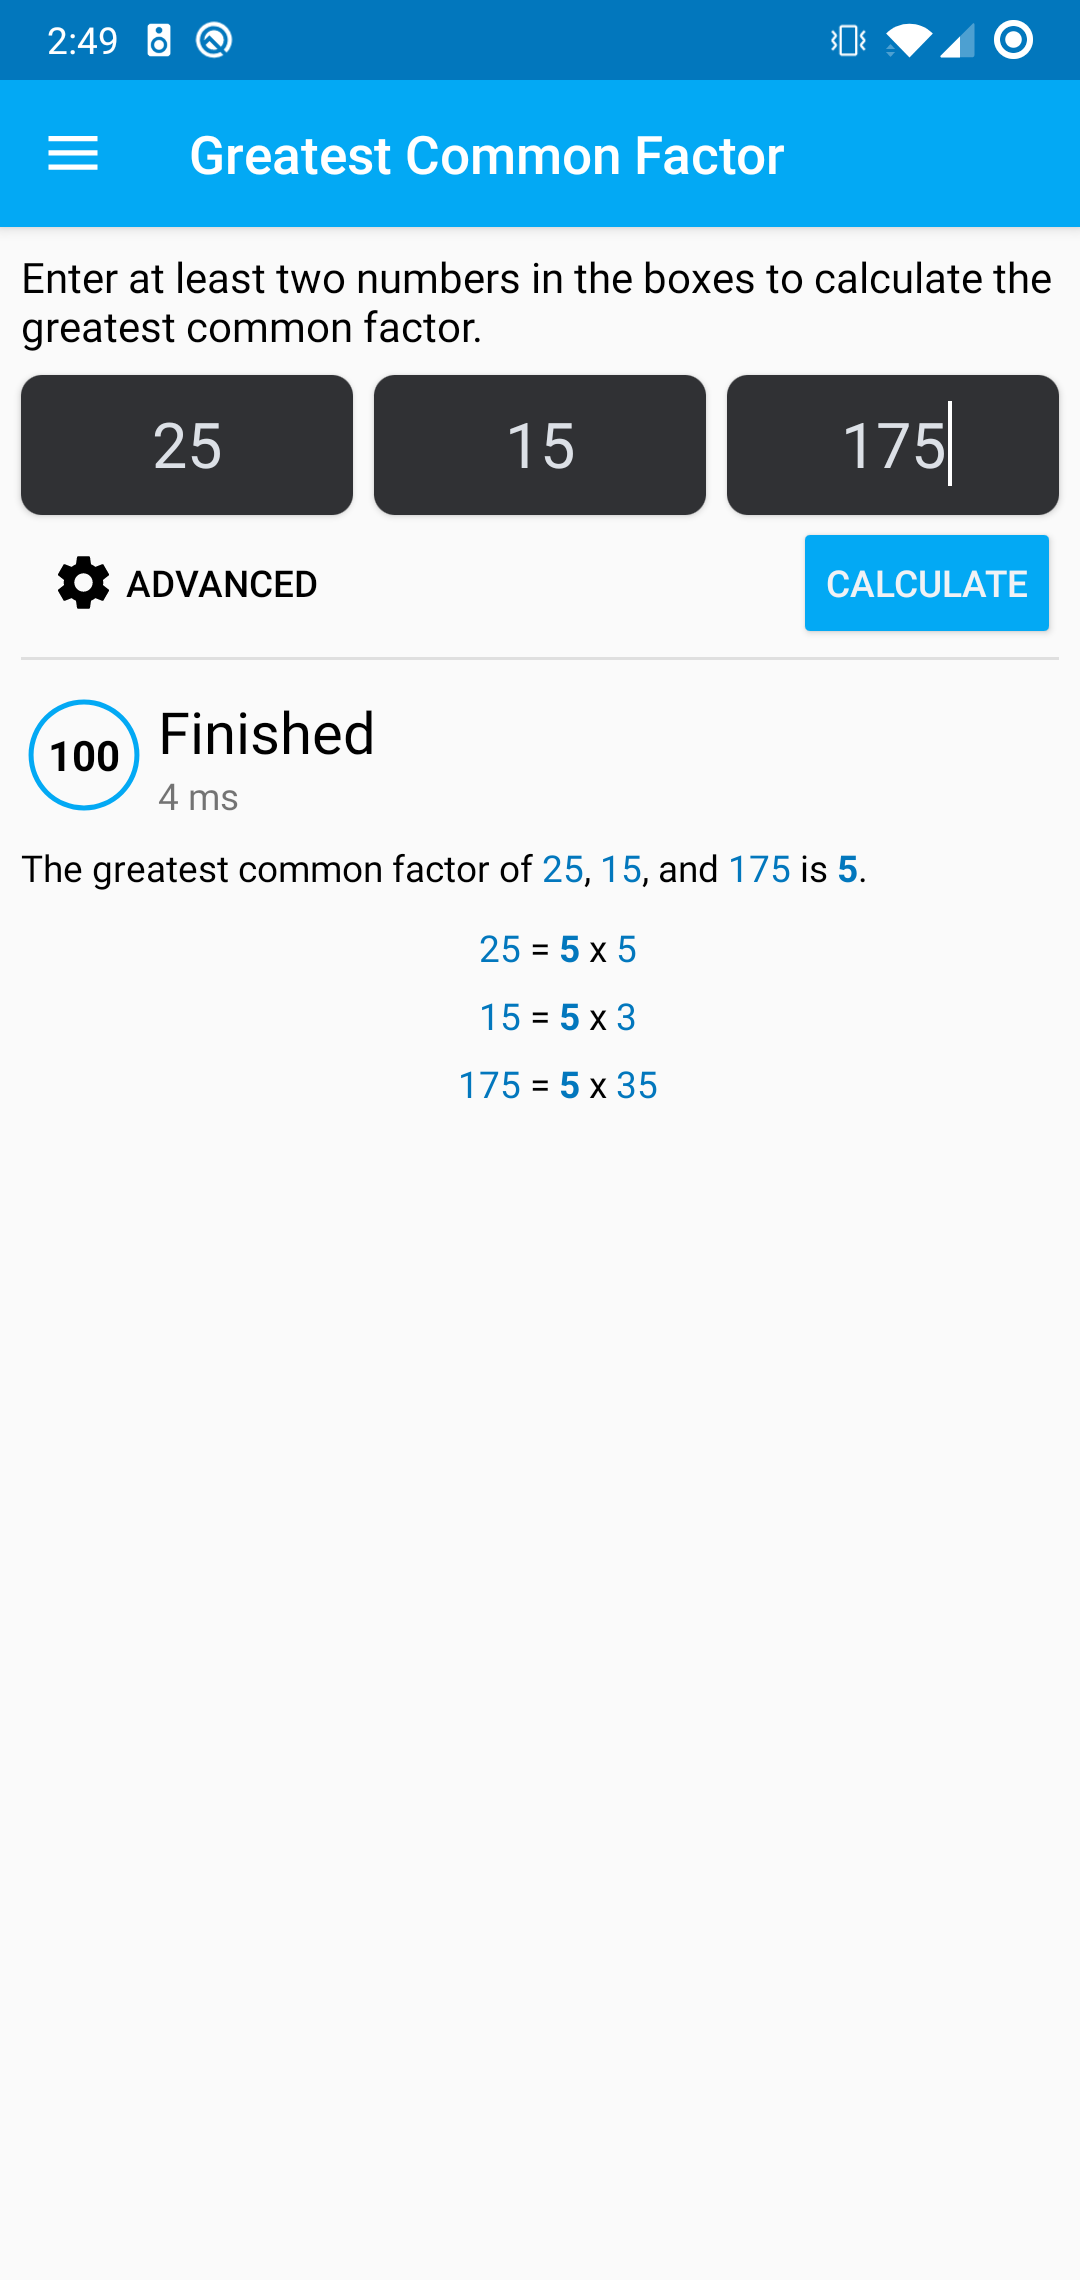 2:49
Greatest Common Factor
Enter at least two numbers in the boxes to calculate the
greatest common factor.
25 15 175
ADVANCED CALCULATE
100 Finished
4 ms
The greatest common factor of 25, 15, and 175 is 5.
25 = 5 x 5
15 = 5 x 3
175 = 5 x 35